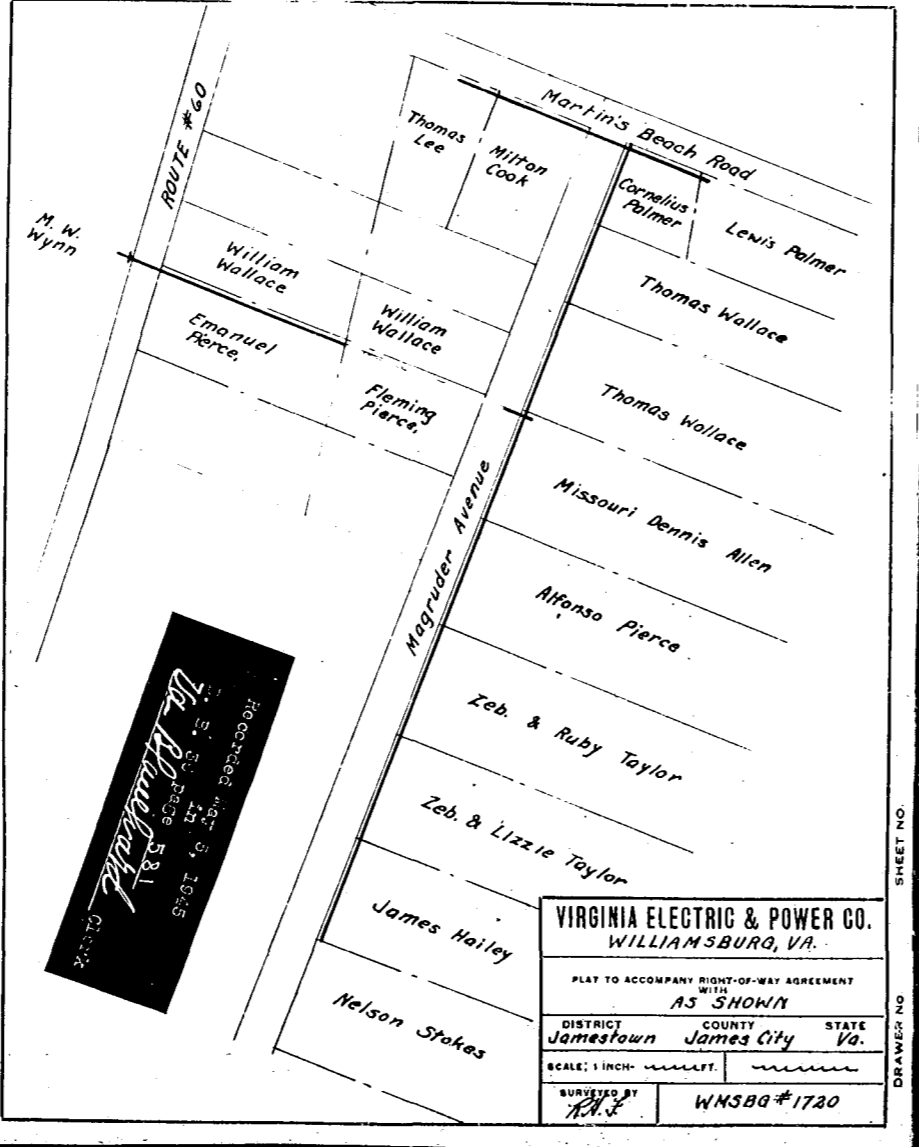 Martin's Beach Road
ROUTE #60
Thomas
Lee
Milton
Cook
Cornelius
Palmer
Lewis Palmer
M. W.
Wynn
William
Wallace
Thomas Wallace
Emanuel
Pierce,
William
Wallace
Fleming
Pierce,
Thomas Wallace
Magruder Avenue
Missouri Dennis Allen
Alfonso Pierce
Zeb. & Ruby Taylor
Zeb. & Lizzie Taylor
James Hailey
Nelson Stokes
Recorded May 5, 1945
in
B. 30 page 581
Clerk
VIRGINIA ELECTRIC & POWER CO.
WILLIAMSBURG, VA.
PLAT TO ACCOMPANY RIGHT-OF-WAY AGREEMENT
WITH
AS SHOWN
DISTRICT COUNTY STATE
Jamestown James City Va.
SCALE; 1 INCH- FT.
SURVEYED BY
R.H.F.
WMSBG #1720
SHEET NO.
DRAWER NO